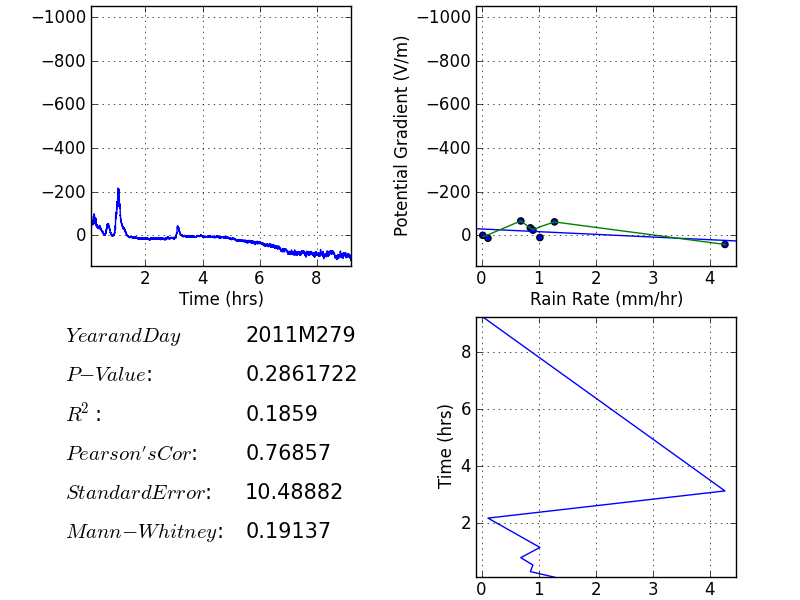 −1000
−800
−600
−400
−200
0
2 4 6 8
Time (hrs)
Potential Gradient (V/m)
−1000
−800
−600
−400
−200
0
0 1 2 3 4
Rain Rate (mm/hr)
YearandDay 2011M279
P−Value: 0.2861722
R²: 0.1859
Pearson'sCor: 0.76857
StandardError: 10.48882
Mann−Whitney: 0.19137
Time (hrs)
8
6
4
2
0 1 2 3 4